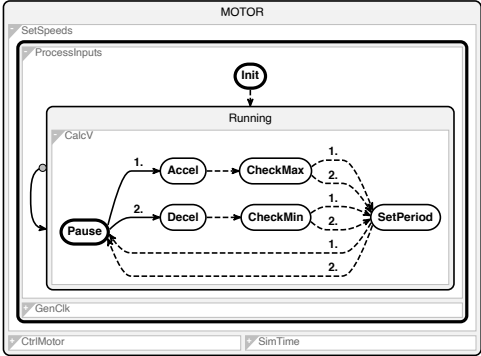 MOTOR
- SetSpeeds
- ProcessInputs
Init
Running
- CalcV
1. Accel CheckMax 1.
2.
2. Decel CheckMin 1.
2.
Pause SetPeriod
1.
2.
+ GenClk
+ CtrlMotor + SimTime